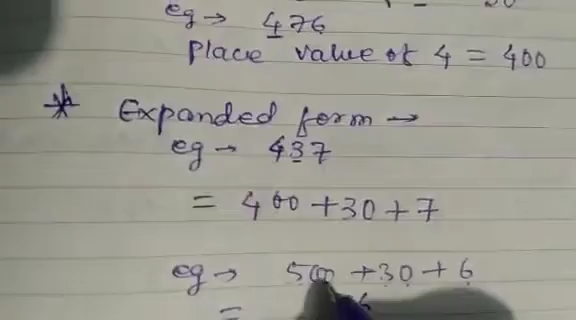 eg → 476
Place value of 4 = 400
* Expanded form →
eg → 437
= 400 + 30 + 7
eg → 500 + 30 + 6
=